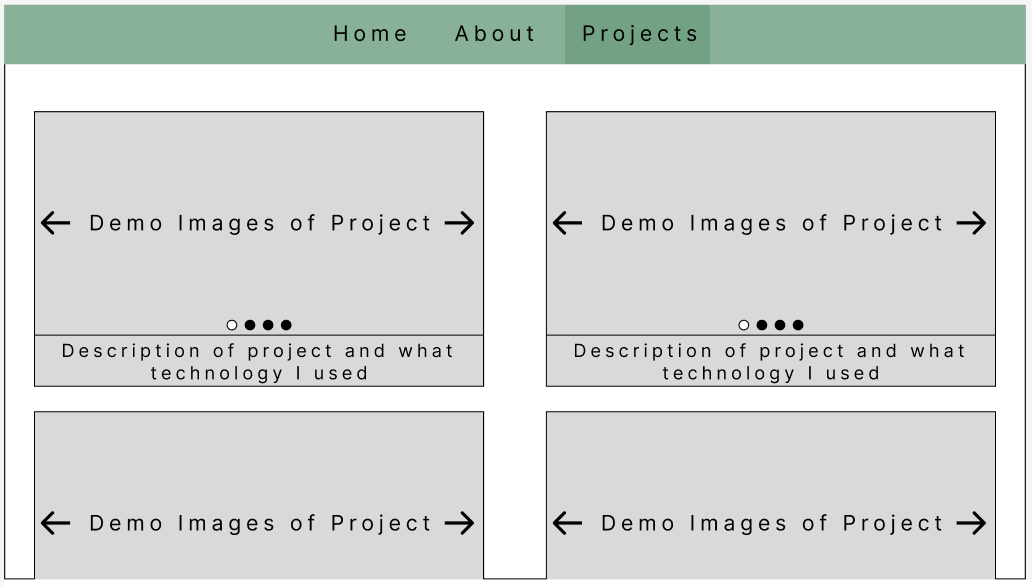 Home About Projects
Demo Images of Project
Description of project and what
technology I used
Demo Images of Project
Description of project and what
technology I used
Demo Images of Project
Demo Images of Project